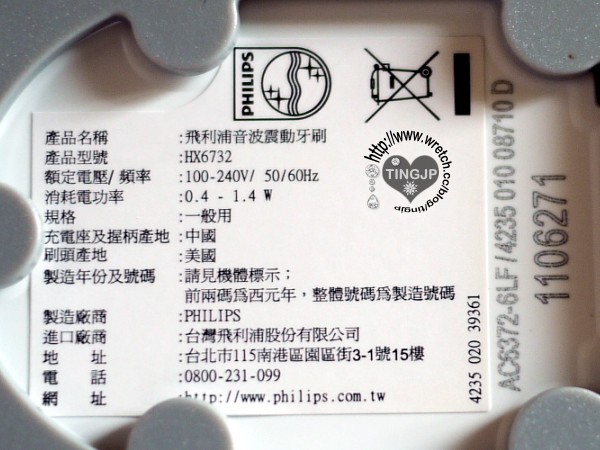 PHILIPS
產品名稱 :飛利浦音波震動牙刷
產品型號 :HX6732
額定電壓/ 頻率 :100-240V/ 50/60Hz
消耗電功率 :0.4 - 1.4 W
規格 :一般用
充電座及握柄產地 :中國
刷頭產地 :美國
製造年份及號碼 :請見機體標示；
前兩碼爲西元年，整體號碼爲製造號碼
製造廠商 :PHILIPS
進口廠商 :台灣飛利浦股份有限公司
地 址 :台北市115南港區園區街3-1號15樓
電 話 :0800-231-099
網 址 :http://www.philips.com.tw
4235 020 39361
http://www.wretch.cc/blog/tingjp
TINGJP
AC6372-6LF / 4235 010 08710 D
1106271